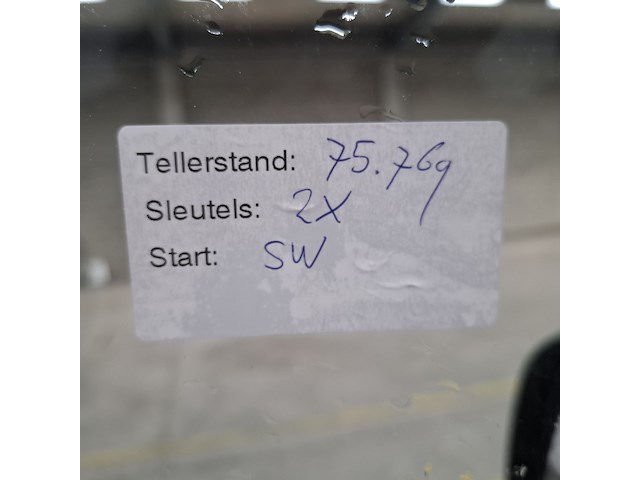 Tellerstand: 75.769
Sleutels: 2X
Start: SW